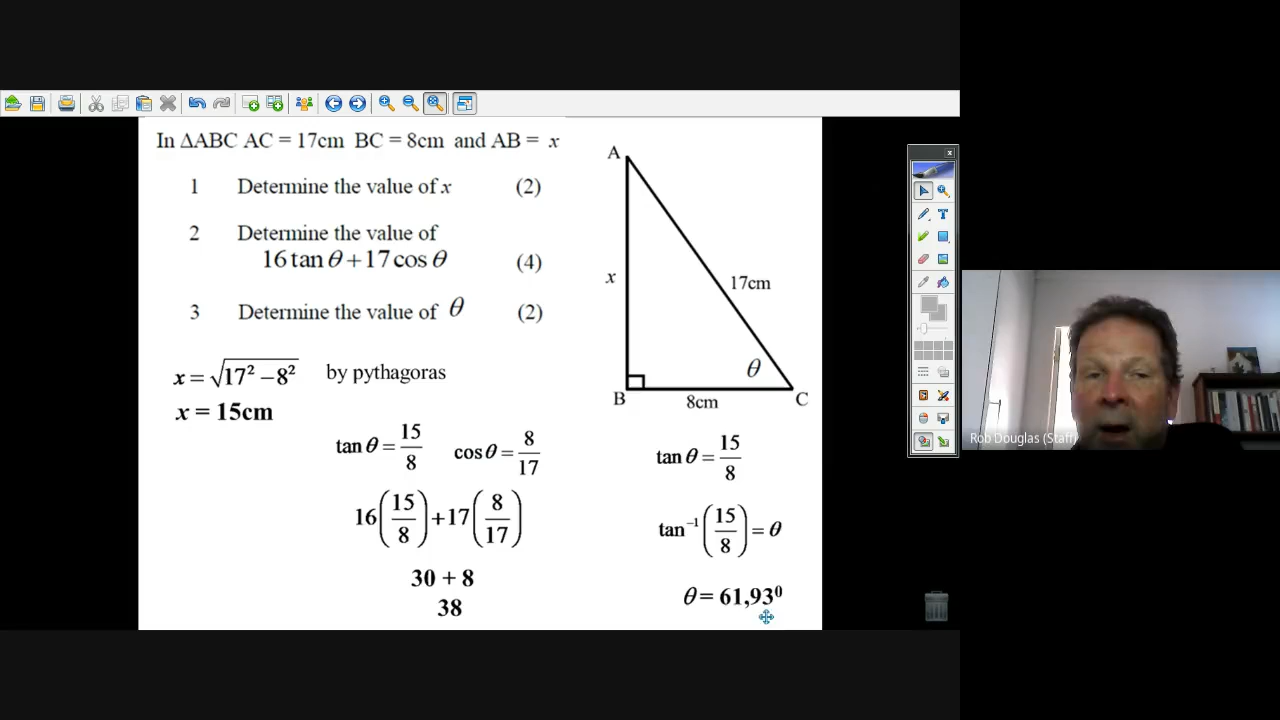 In ΔABC AC = 17cm BC = 8cm and AB = x
1 Determine the value of x (2)
2 Determine the value of
16 tan θ + 17 cos θ (4)
3 Determine the value of θ (2)
x = √17² − 8² by pythagoras
x = 15cm
tan θ = 15/8 cos θ = 8/17
16(15/8) + 17(8/17)
30 + 8
38
A
x
17cm
θ
B
8cm
C
tan θ = 15/8
tan⁻¹(15/8) = θ
θ = 61,93⁰
x
T
Rob Douglas (Staff)